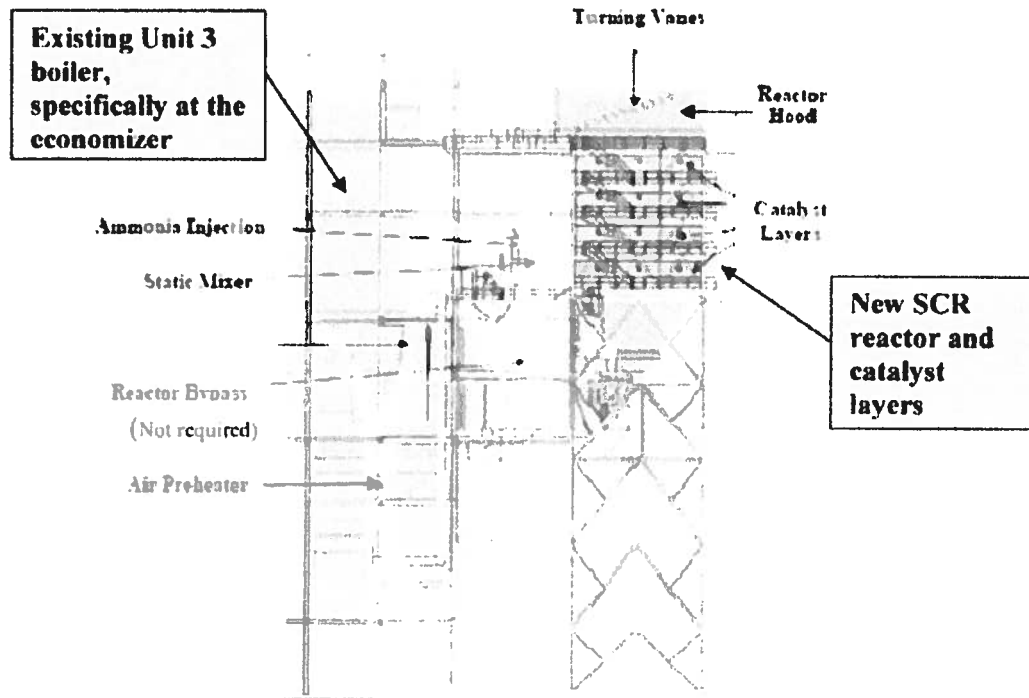 Turning Vanes
Existing Unit 3
boiler,
specifically at the
economizer
Reactor
Hood
Catalyst
Layers
Ammonia Injection
Static Mixer
New SCR
reactor and
catalyst
layers
Reactor Bypass
(Not required)
Air Preheater